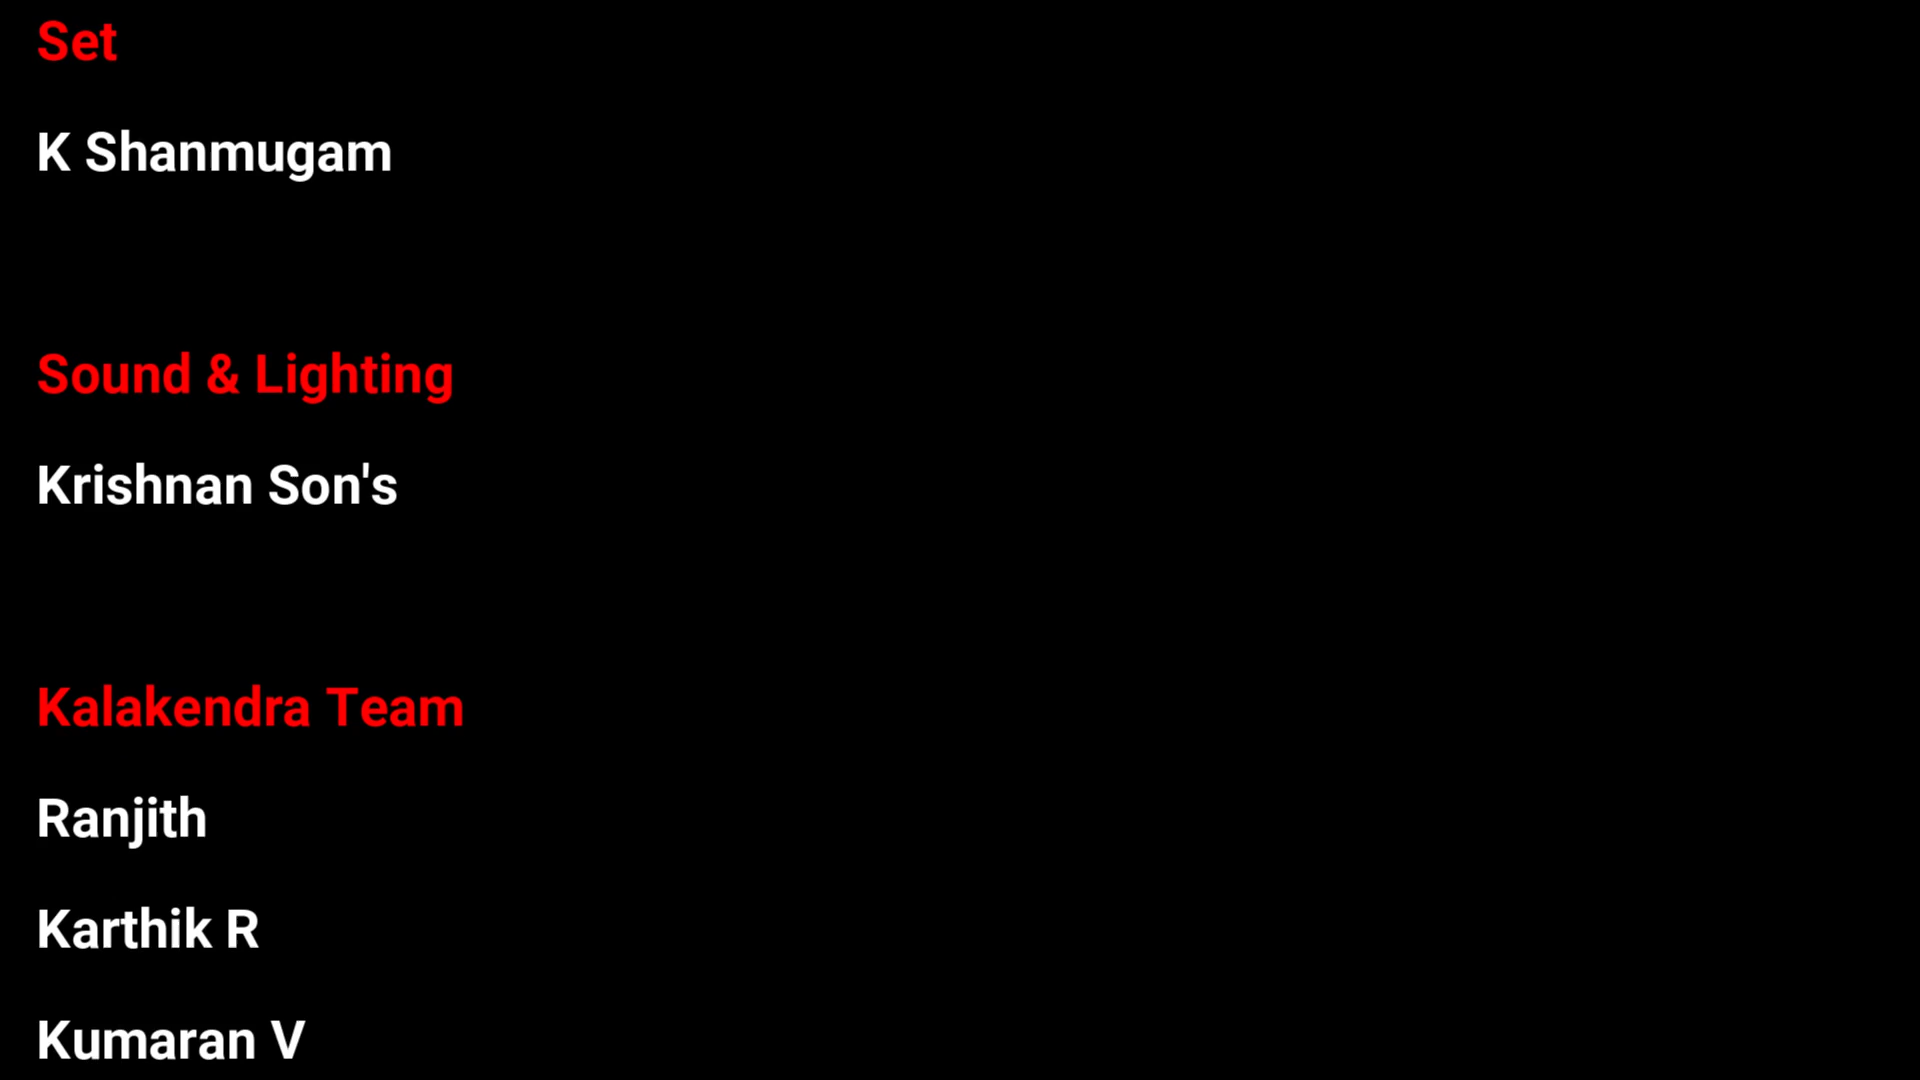 Set
K Shanmugam
Sound & Lighting
Krishnan Son's
Kalakendra Team
Ranjith
Karthik R
Kumaran V